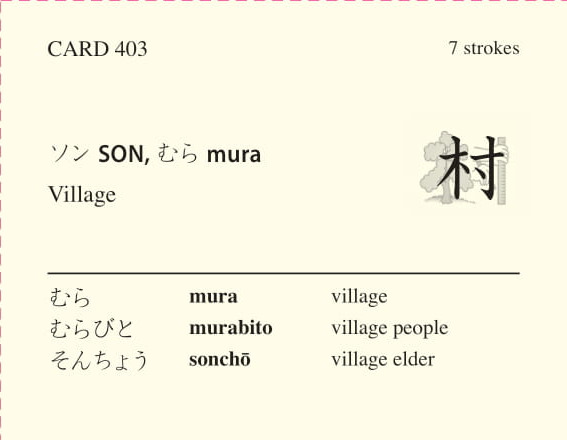 CARD 403 7 strokes
ソン SON, むら mura
Village
村
むら mura village
むらびと murabito village people
そんちょう sonchō village elder